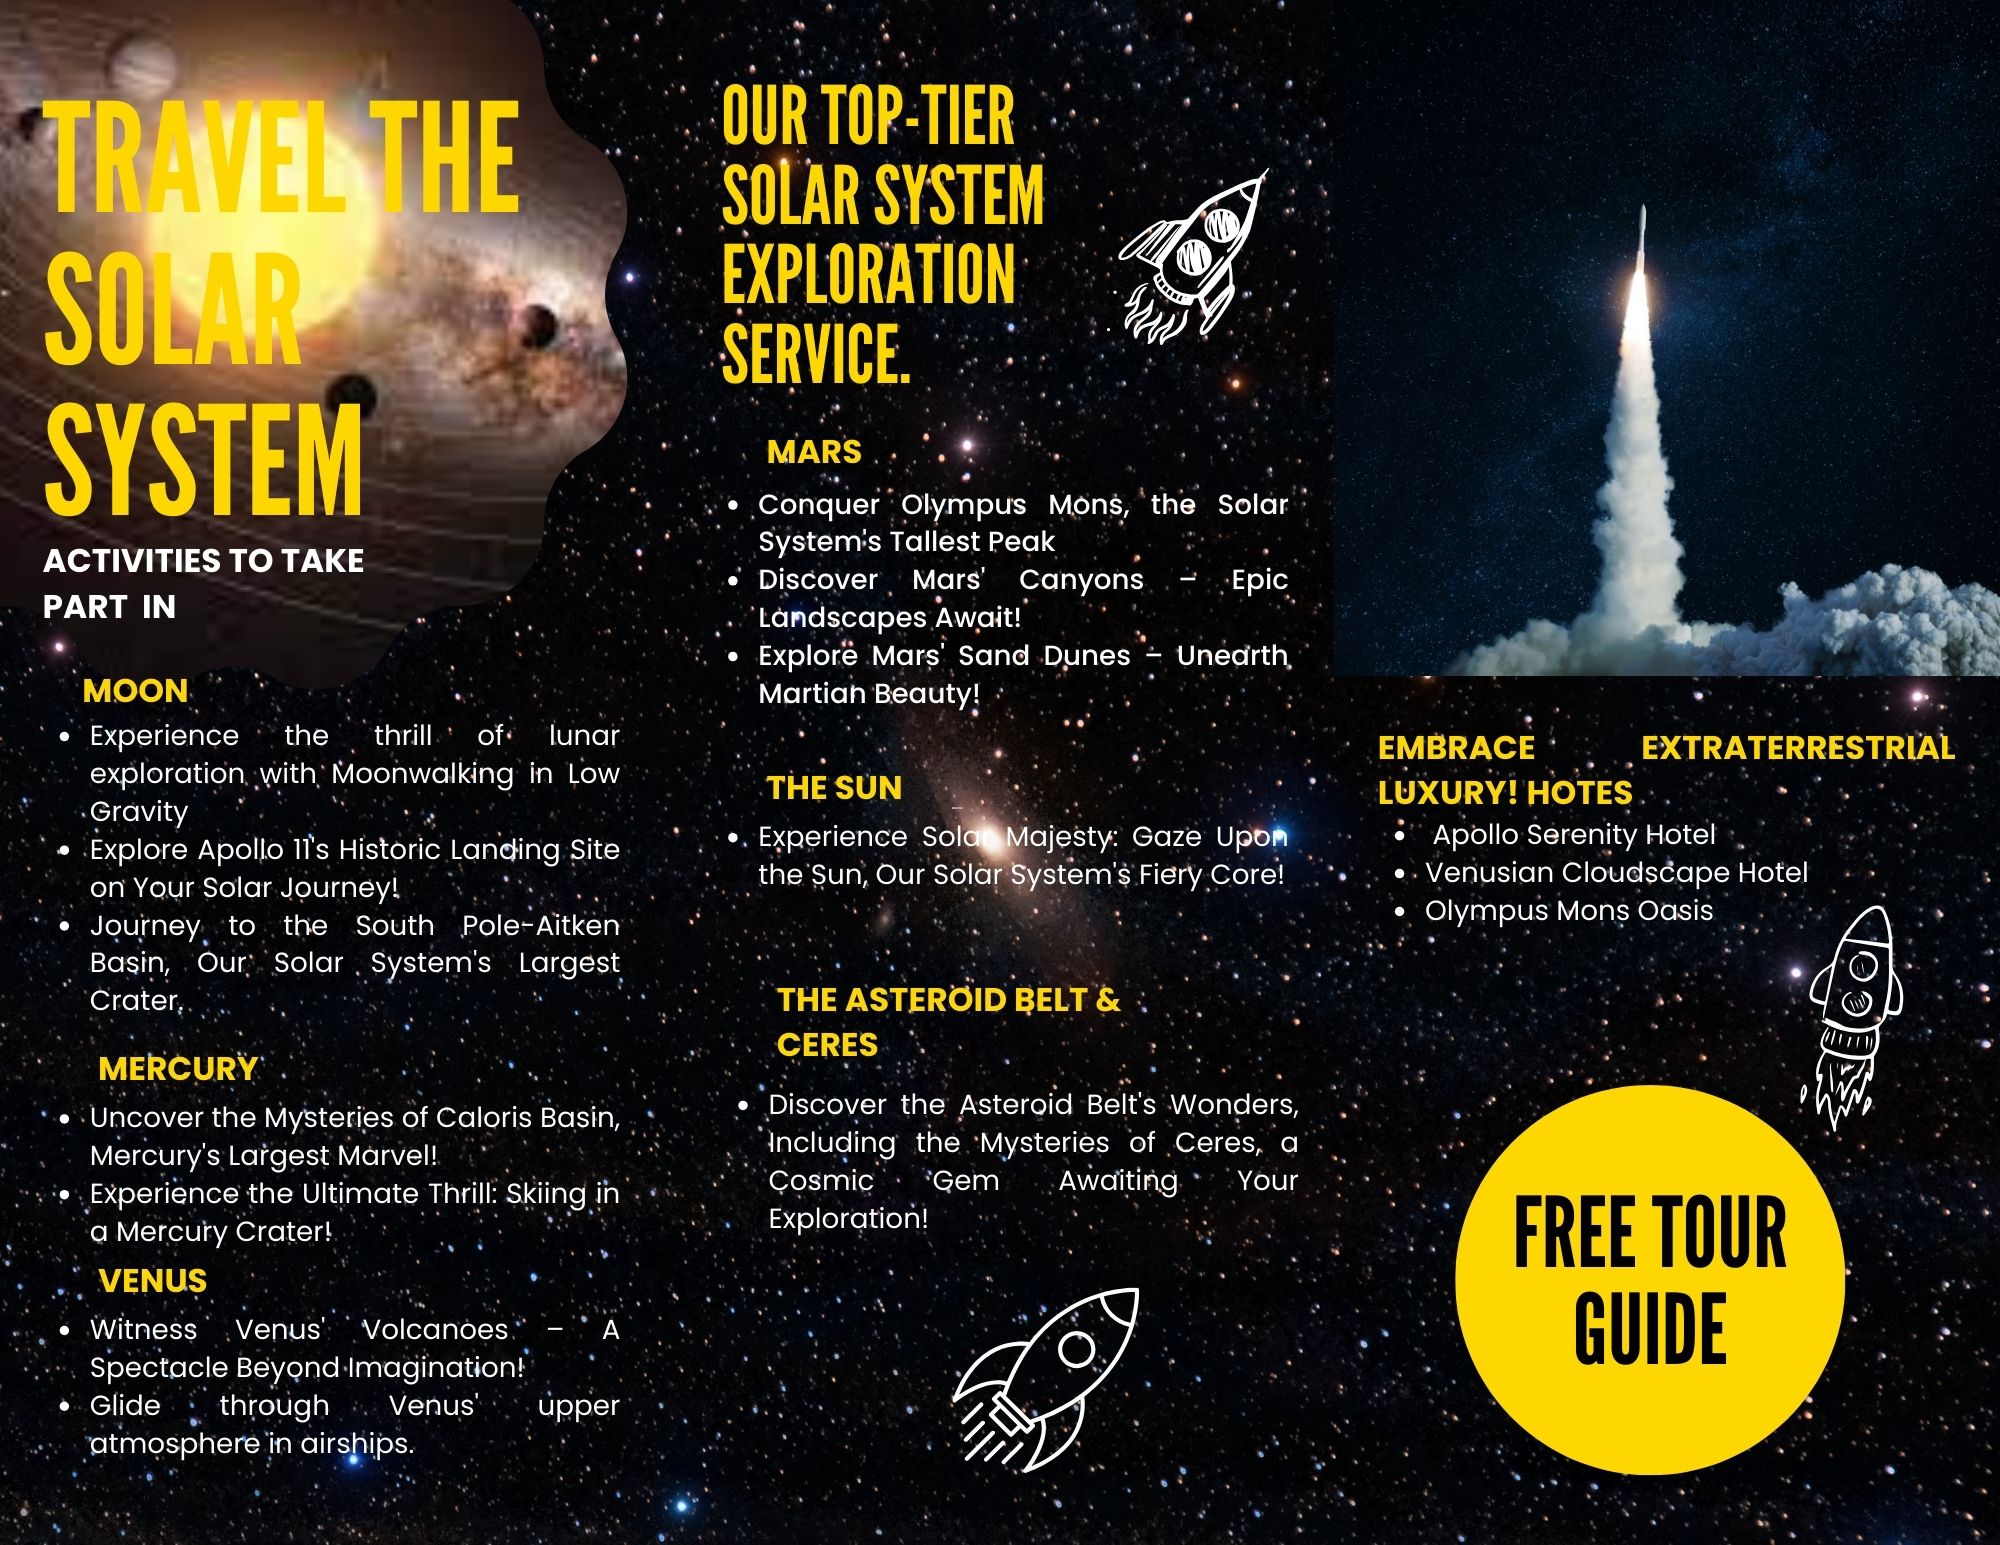 TRAVEL THE
SOLAR
SYSTEM
ACTIVITIES TO TAKE
PART IN
MOON
• Experience the thrill of lunar
exploration with Moonwalking in Low
Gravity
• Explore Apollo 11's Historic Landing Site
on Your Solar Journey!
• Journey to the South Pole-Aitken
Basin, Our Solar System's Largest
Crater.
MERCURY
• Uncover the Mysteries of Caloris Basin,
Mercury's Largest Marvel!
• Experience the Ultimate Thrill: Skiing in
a Mercury Crater!
VENUS
• Witness Venus' Volcanoes – A
Spectacle Beyond Imagination!
• Glide through Venus' upper
atmosphere in airships.
OUR TOP-TIER
SOLAR SYSTEM
EXPLORATION
SERVICE.
MARS
• Conquer Olympus Mons, the Solar
System's Tallest Peak
• Discover Mars' Canyons – Epic
Landscapes Await!
• Explore Mars' Sand Dunes – Unearth
Martian Beauty!
THE SUN
• Experience Solar Majesty: Gaze Upon
the Sun, Our Solar System's Fiery Core!
THE ASTEROID BELT &
CERES
• Discover the Asteroid Belt's Wonders,
Including the Mysteries of Ceres, a
Cosmic Gem Awaiting Your
Exploration!
EMBRACE EXTRATERRESTRIAL
LUXURY! HOTES
• Apollo Serenity Hotel
• Venusian Cloudscape Hotel
• Olympus Mons Oasis
FREE TOUR
GUIDE